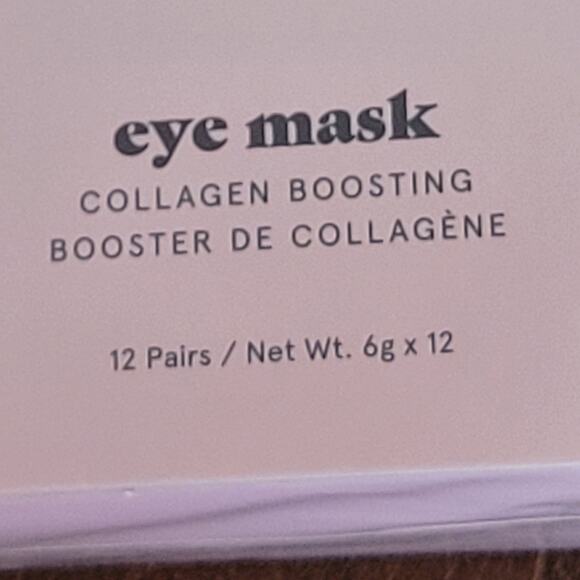 eye mask
COLLAGEN BOOSTING
BOOSTER DE COLLAGÈNE
12 Pairs / Net Wt. 6g x 12